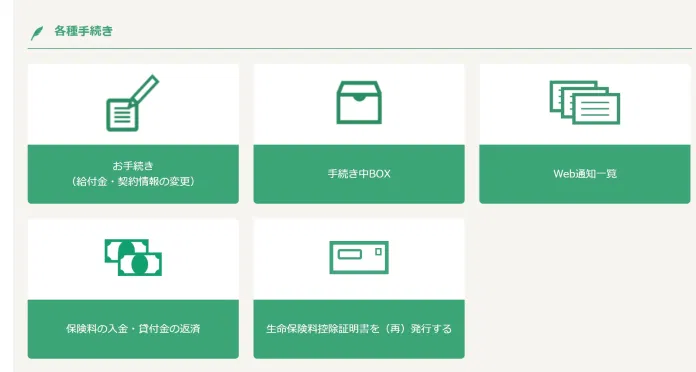 各種手続き
お手続き
（給付金・契約情報の変更）
手続き中BOX
Web通知一覧
保険料の入金・貸付金の返済
生命保険料控除証明書を（再）発行する